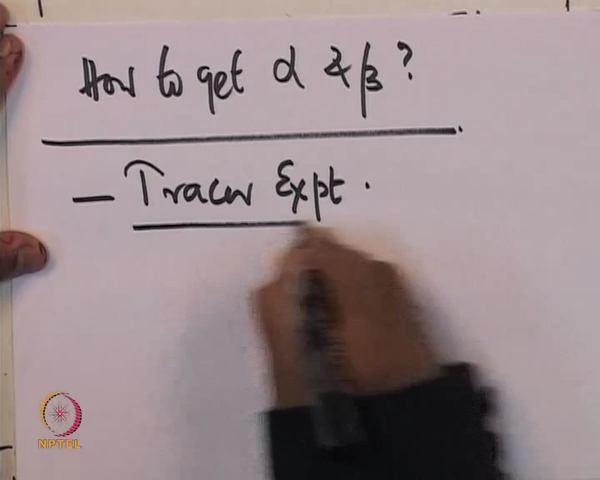 How to get α & β?
— Tracer Expt.
NPTEL